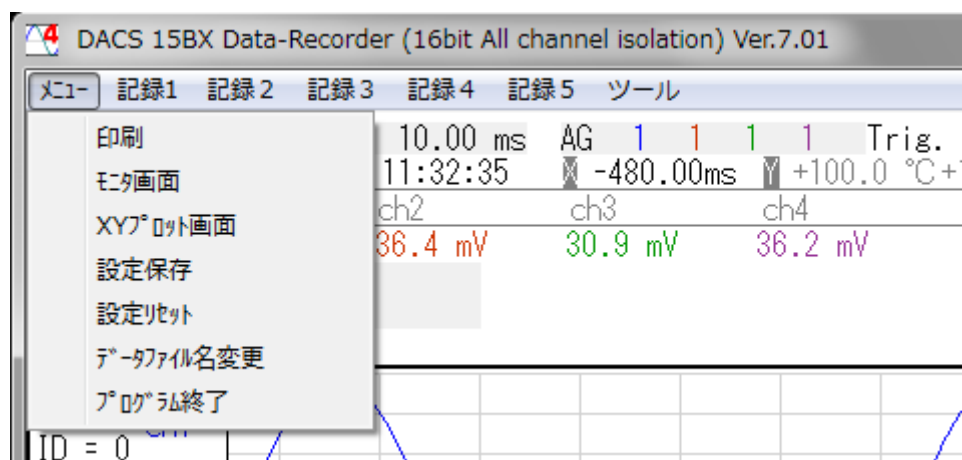 DACS 15BX Data-Recorder (16bit All channel isolation) Ver.7.01
ﾒﾆｭｰ 記録1 記録2 記録3 記録4 記録5 ツール
印刷
ﾓﾆﾀ画面
XYﾌﾟﾛｯﾄ画面
設定保存
設定ﾘｾｯﾄ
ﾃﾞｰﾀﾌｧｲﾙ名変更
ﾌﾟﾛｸﾞﾗﾑ終了
10.00 ms AG 1 1 1 1 Trig.
11:32:35 X -480.00ms Y +100.0 ℃
ch2 ch3 ch4
36.4 mV 30.9 mV 36.2 mV
ID = 0